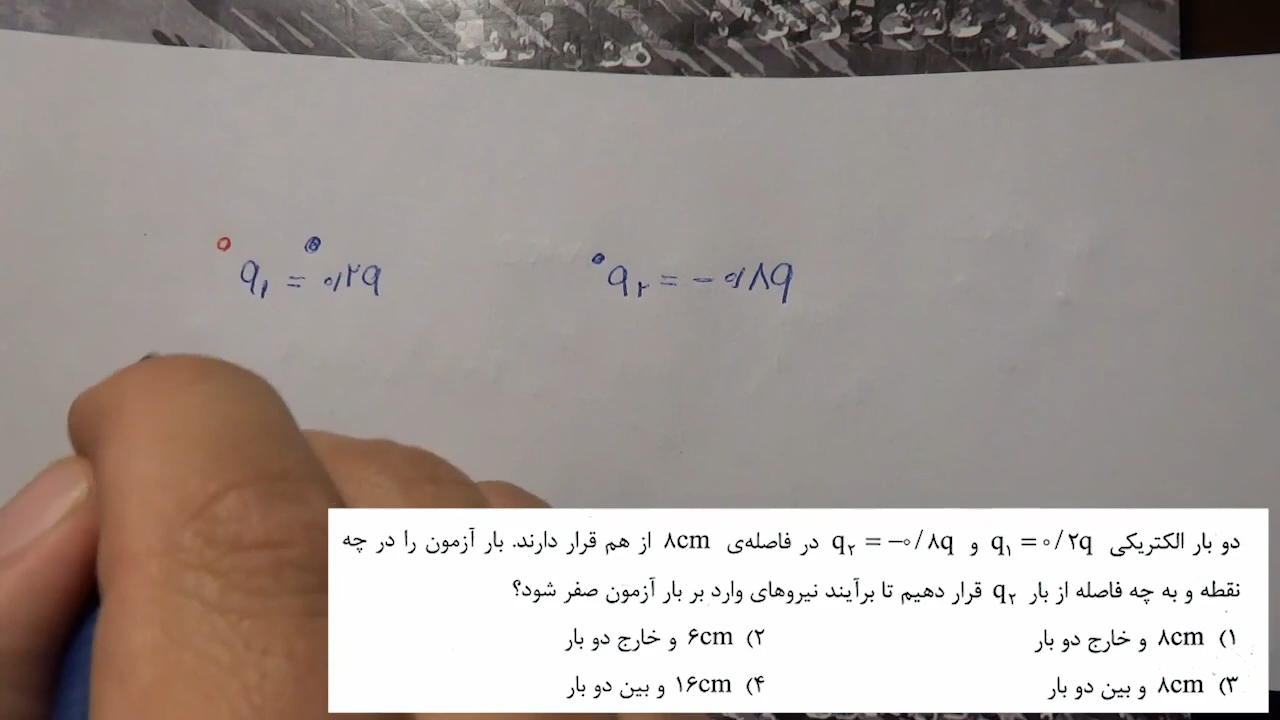 q₁ = ۰/۲q
q₂ = -۰/۸q
دو بار الکتریکی q₁ = ۰/۲q و q₂ = -۰/۸q در فاصله‌ی ۸cm از هم قرار دارند. بار آزمون را در چه
نقطه و به چه فاصله از بار q₂ قرار دهیم تا برآیند نیروهای وارد بر بار آزمون صفر شود؟
۱) ۸cm و خارج دو بار ۲) ۶cm و خارج دو بار
۳) ۸cm و بین دو بار ۴) ۱۶cm و بین دو بار